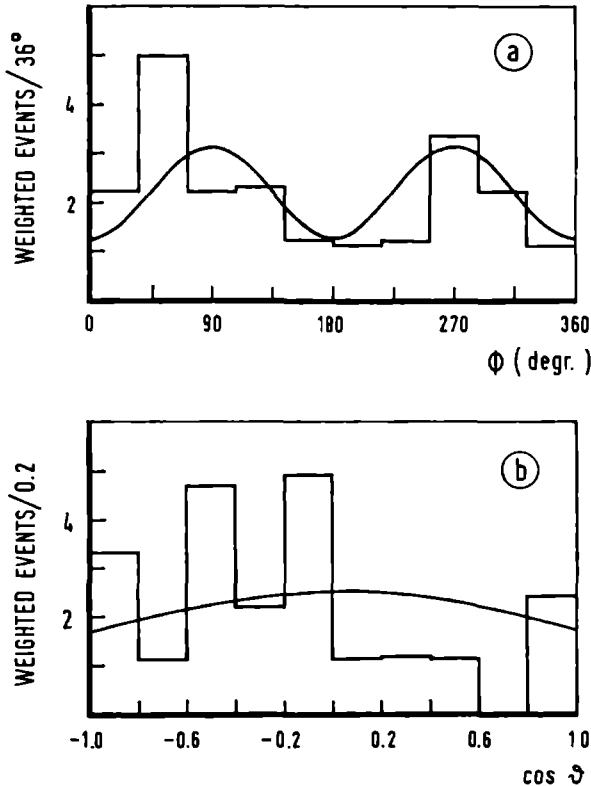 WEIGHTED EVENTS/36°
4
2
a
0 90 180 270 360
Φ (degr.)
WEIGHTED EVENTS/0.2
4
2
b
-1.0 -0.6 -0.2 0.2 0.6 1.0
cos ϑ